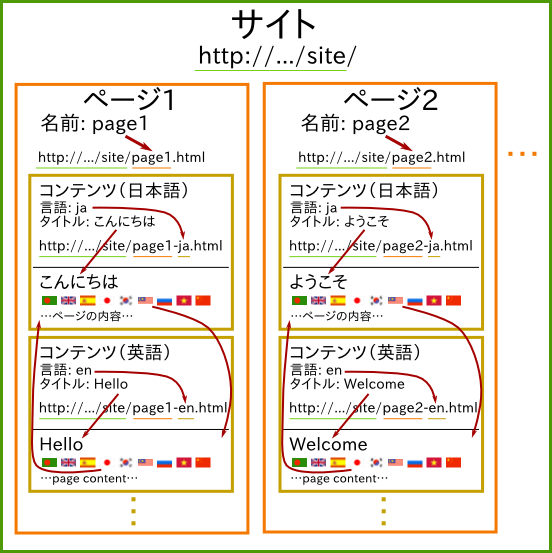 サイト
http://…/site/
ページ1
名前: page1
http://…/site/page1.html
コンテンツ(日本語)
言語: ja
タイトル: こんにちは
http://…/site/page1-ja.html
こんにちは
…ページの内容…
コンテンツ(英語)
言語: en
タイトル: Hello
http://…/site/page1-en.html
Hello
…page content…
ページ2
名前: page2
http://…/site/page2.html
コンテンツ(日本語)
言語: ja
タイトル: ようこそ
http://…/site/page2-ja.html
ようこそ
…ページの内容…
コンテンツ(英語)
言語: en
タイトル: Welcome
http://…/site/page2-en.html
Welcome
…page content…